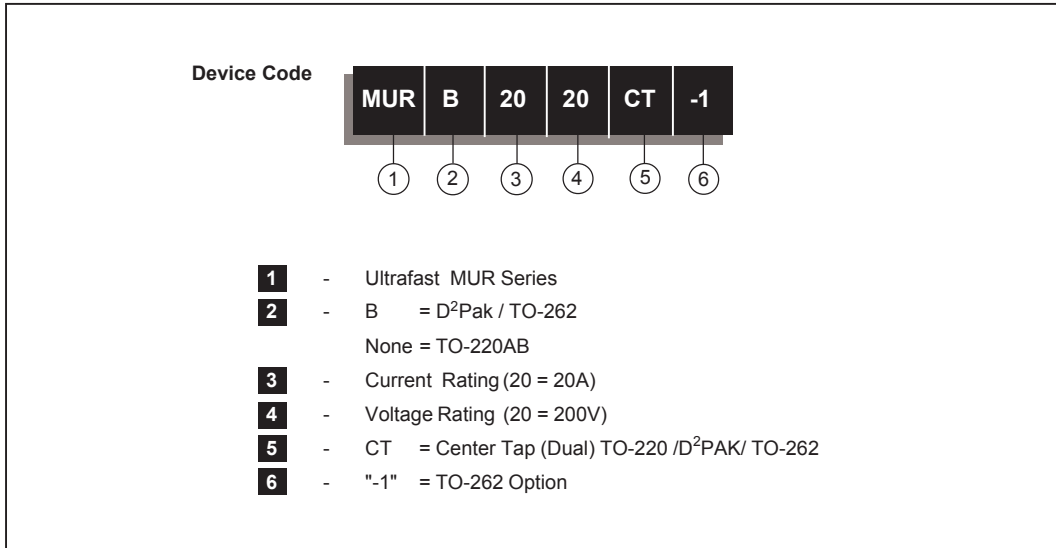 Device Code
MUR B 20 20 CT -1
1 2 3 4 5 6
1 - Ultrafast MUR Series
2 - B = D²Pak / TO-262
None = TO-220AB
3 - Current Rating (20 = 20A)
4 - Voltage Rating (20 = 200V)
5 - CT = Center Tap (Dual) TO-220 /D²PAK/ TO-262
6 - "-1" = TO-262 Option